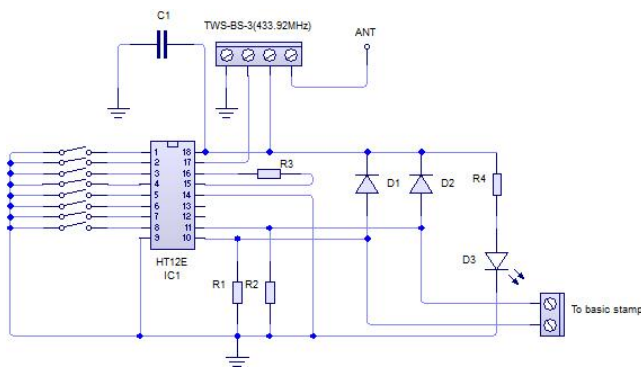 C1
TWS-BS-3(433.92MHz)
ANT
1 18
2 17
3 16
4 15
5 14
6 13
7 12
8 11
9 10
R3
D1
D2
R4
HT12E
IC1
R1
R2
D3
To basic stamp